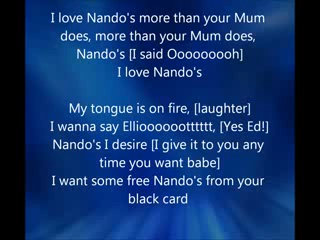 I love Nando's more than your Mum
does, more than your Mum does,
Nando's [I said Ooooooooh]
I love Nando's
My tongue is on fire, [laughter]
I wanna say Elliooooootttttt, [Yes Ed!]
Nando's I desire [I give it to you any
time you want babe]
I want some free Nando's from your
black card